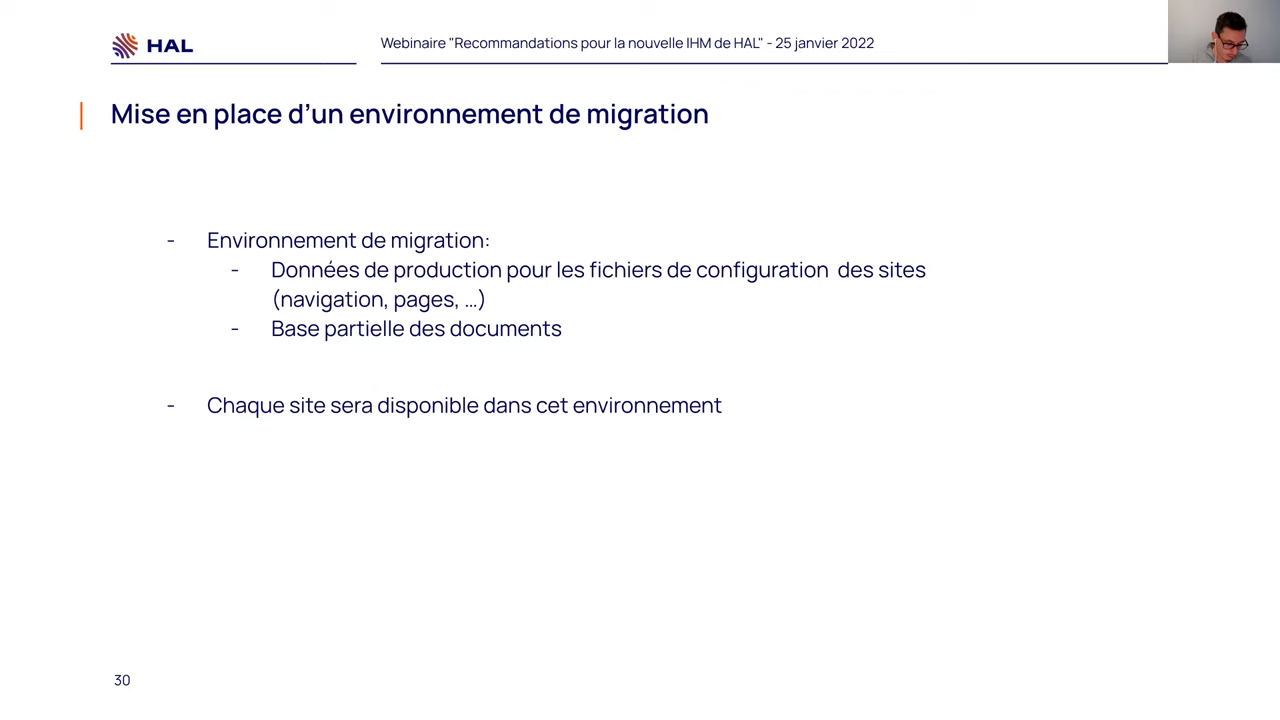 HAL
Webinaire "Recommandations pour la nouvelle IHM de HAL" - 25 janvier 2022
Mise en place d’un environnement de migration
- Environnement de migration:
- Données de production pour les fichiers de configuration des sites
(navigation, pages, …)
- Base partielle des documents
- Chaque site sera disponible dans cet environnement
30